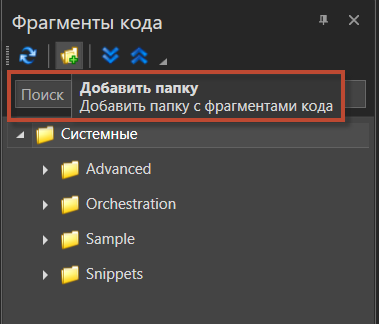 Фрагменты кода
Поиск
Добавить папку
Добавить папку с фрагментами кода
Системные
Advanced
Orchestration
Sample
Snippets